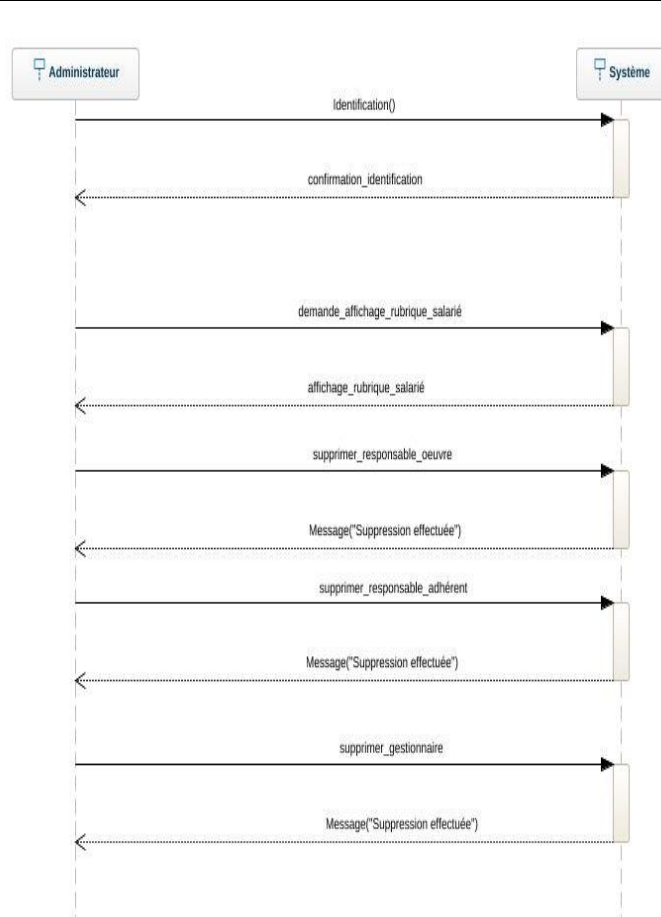 Administrateur
Système
Identification()
confirmation_identification
demande_affichage_rubrique_salarié
affichage_rubrique_salarié
supprimer_responsable_oeuvre
Message("Suppression effectuée")
supprimer_responsable_adhérent
Message("Suppression effectuée")
supprimer_gestionnaire
Message("Suppression effectuée")